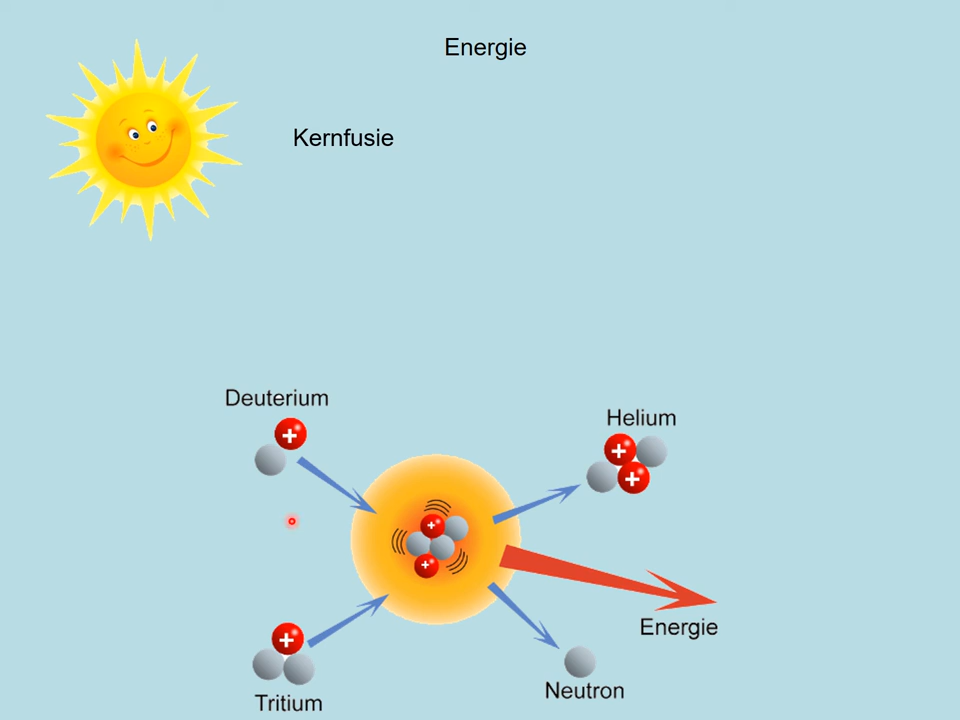 Energie
Kernfusie
Deuterium
Helium
+
+
+
+
+
+
Energie
Neutron
Tritium